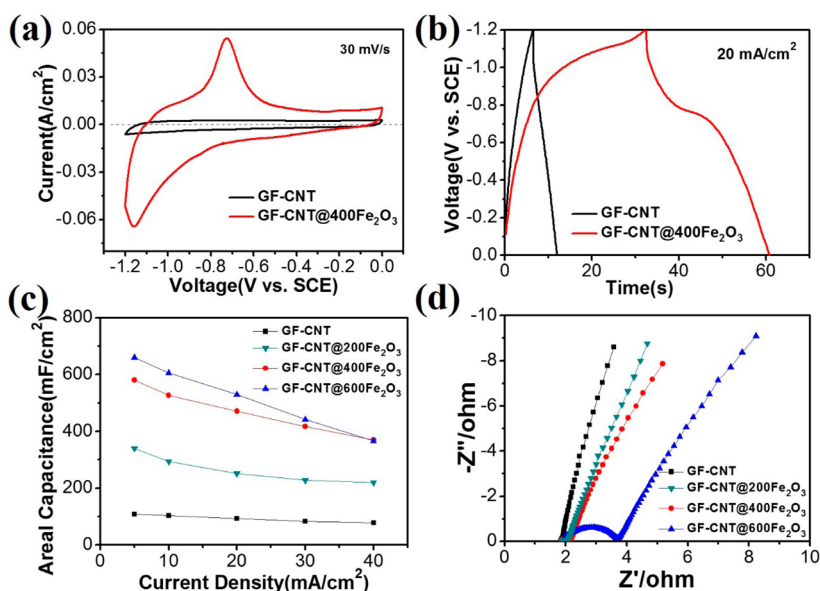 (a)
30 mV/s
Current(A/cm²)
0.06
0.03
0.00
-0.03
-0.06
GF-CNT
GF-CNT@400Fe₂O₃
-1.2 -1.0 -0.8 -0.6 -0.4 -0.2 0.0
Voltage(V vs. SCE)
(b)
20 mA/cm²
Voltage(V vs. SCE)
-1.2
-1.0
-0.8
-0.6
-0.4
-0.2
0.0
GF-CNT
GF-CNT@400Fe₂O₃
0 20 40 60
Time(s)
(c)
Areal Capacitance(mF/cm²)
800
600
400
200
0
GF-CNT
GF-CNT@200Fe₂O₃
GF-CNT@400Fe₂O₃
GF-CNT@600Fe₂O₃
0 10 20 30 40
Current Density(mA/cm²)
(d)
-Z''/ohm
-10
-8
-6
-4
-2
0
GF-CNT
GF-CNT@200Fe₂O₃
GF-CNT@400Fe₂O₃
GF-CNT@600Fe₂O₃
0 2 4 6 8 10
Z'/ohm